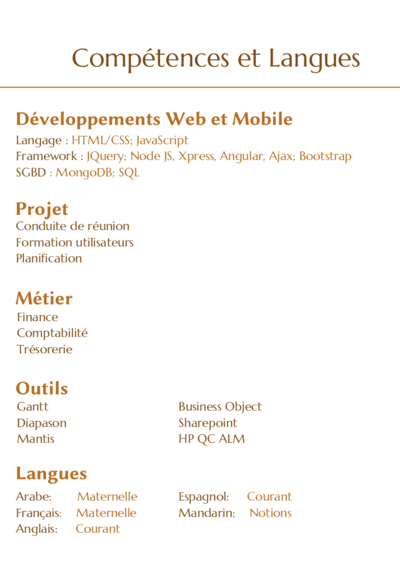 Compétences et Langues
Développements Web et Mobile
Langage : HTML/CSS; JavaScript
Framework : JQuery; Node JS, Xpress, Angular, Ajax; Bootstrap
SGBD : MongoDB; SQL
Projet
Conduite de réunion
Formation utilisateurs
Planification
Métier
Finance
Comptabilité
Trésorerie
Outils
Gantt Business Object
Diapason Sharepoint
Mantis HP QC ALM
Langues
Arabe: Maternelle Espagnol: Courant
Français: Maternelle Mandarin: Notions
Anglais: Courant